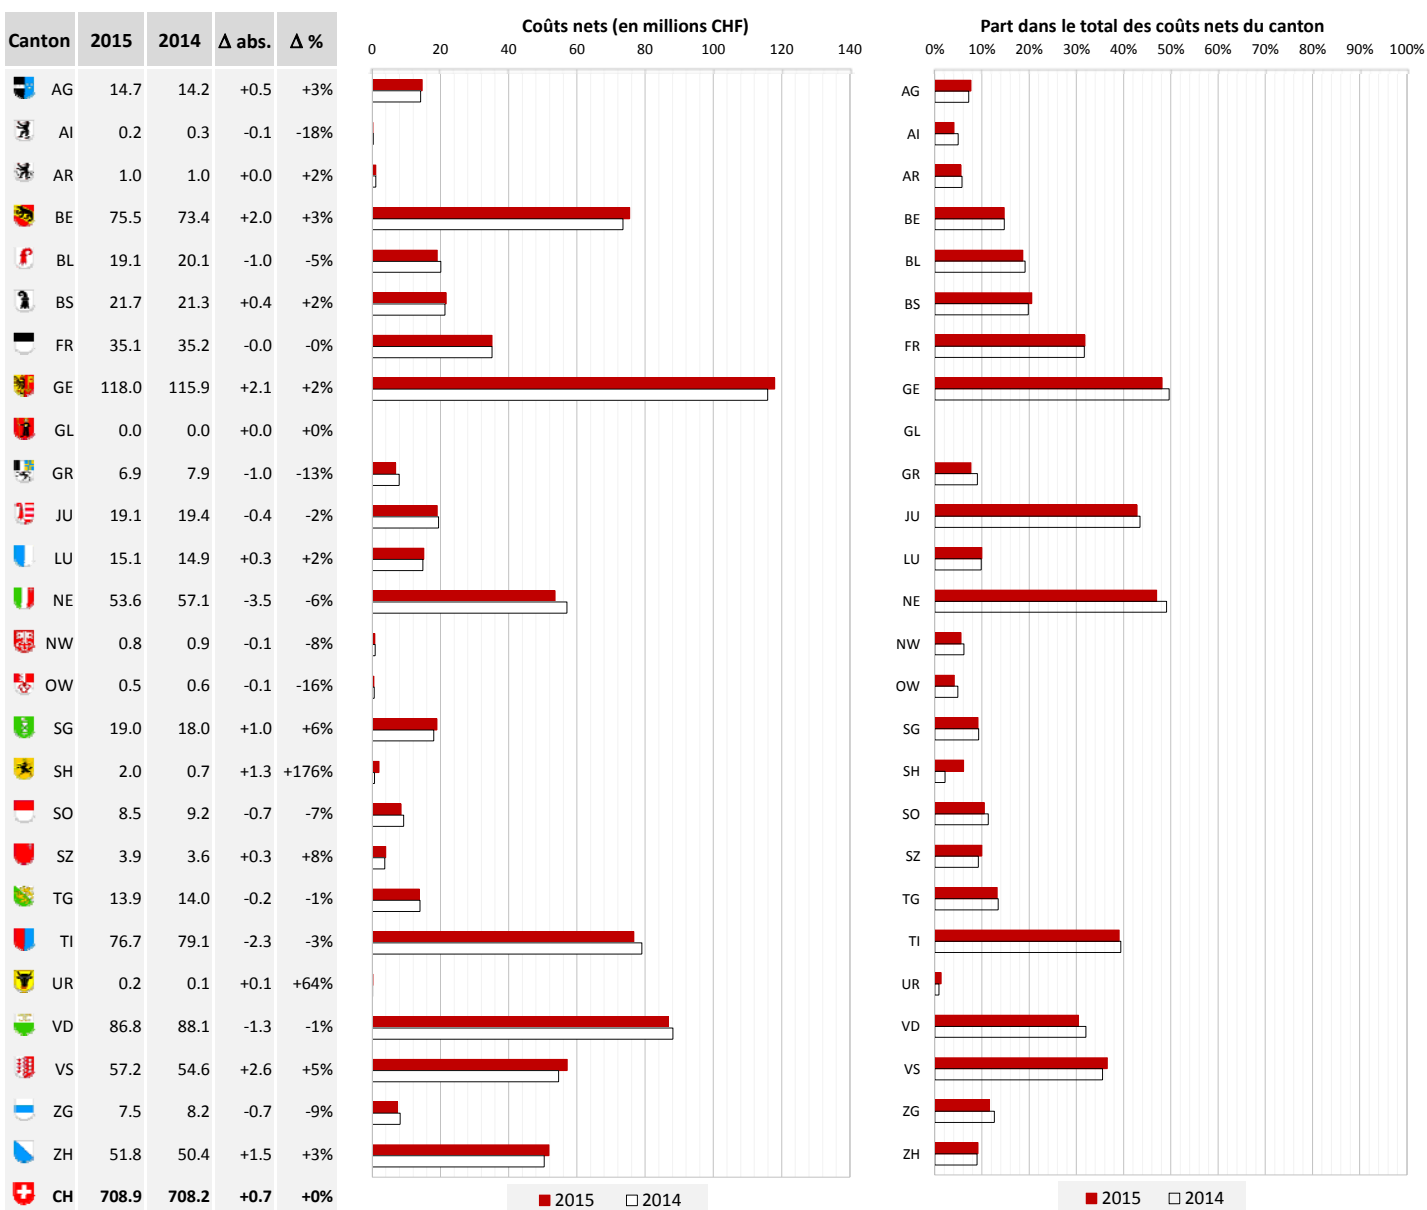 Canton 2015 2014 Δ abs. Δ %
AG 14.7 14.2 +0.5 +3%
AI 0.2 0.3 -0.1 -18%
AR 1.0 1.0 +0.0 +2%
BE 75.5 73.4 +2.0 +3%
BL 19.1 20.1 -1.0 -5%
BS 21.7 21.3 +0.4 +2%
FR 35.1 35.2 -0.0 -0%
GE 118.0 115.9 +2.1 +2%
GL 0.0 0.0 +0.0 +0%
GR 6.9 7.9 -1.0 -13%
JU 19.1 19.4 -0.4 -2%
LU 15.1 14.9 +0.3 +2%
NE 53.6 57.1 -3.5 -6%
NW 0.8 0.9 -0.1 -8%
OW 0.5 0.6 -0.1 -16%
SG 19.0 18.0 +1.0 +6%
SH 2.0 0.7 +1.3 +176%
SO 8.5 9.2 -0.7 -7%
SZ 3.9 3.6 +0.3 +8%
TG 13.9 14.0 -0.2 -1%
TI 76.7 79.1 -2.3 -3%
UR 0.2 0.1 +0.1 +64%
VD 86.8 88.1 -1.3 -1%
VS 57.2 54.6 +2.6 +5%
ZG 7.5 8.2 -0.7 -9%
ZH 51.8 50.4 +1.5 +3%
CH 708.9 708.2 +0.7 +0%
Coûts nets (en millions CHF)
0 20 40 60 80 100 120 140
2015 2014
Part dans le total des coûts nets du canton
0% 10% 20% 30% 40% 50% 60% 70% 80% 90% 100%
AG
AI
AR
BE
BL
BS
FR
GE
GL
GR
JU
LU
NE
NW
OW
SG
SH
SO
SZ
TG
TI
UR
VD
VS
ZG
ZH
2015 2014